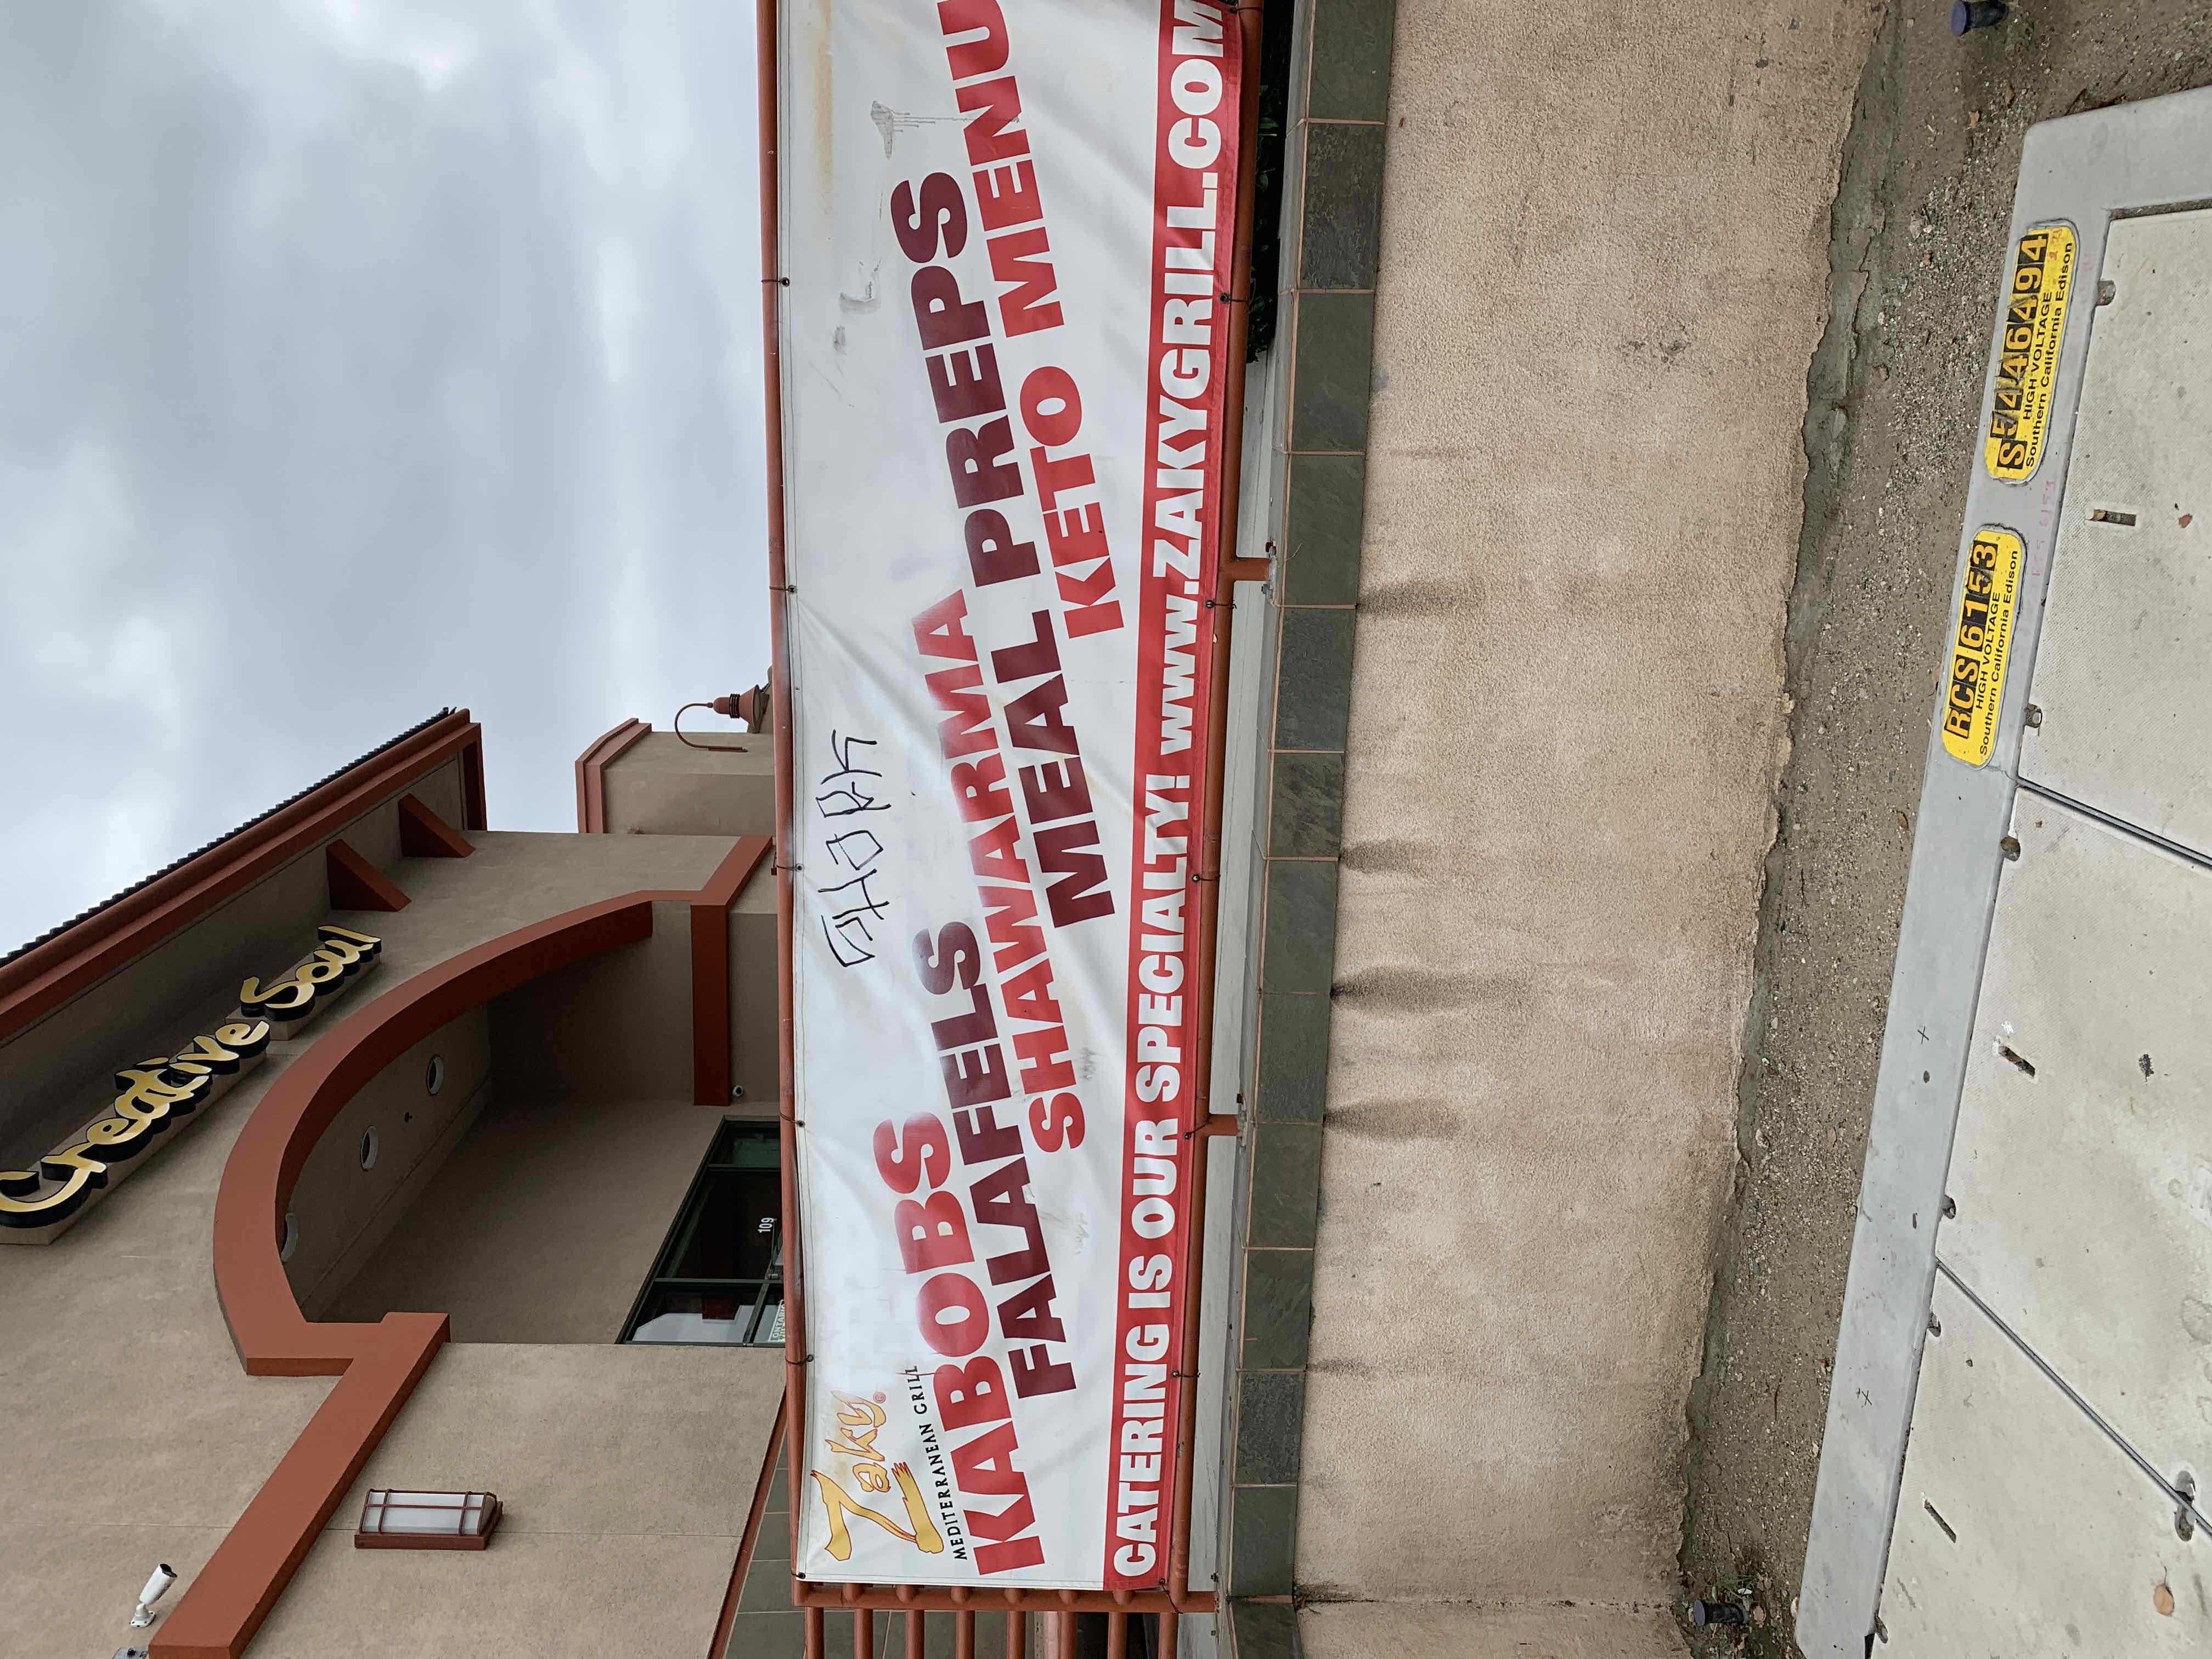 Creative Soul
109
Zaky
MEDITERRANEAN GRILL
KABOBS
FALAFELS
SHAWARMA
MEAL PREPS
KETO MENU
CATERING IS OUR SPECIALTY! WWW.ZAKYGRILL.COM
RCS 6153
HIGH VOLTAGE
Southern California Edison
S5446494
HIGH VOLTAGE
Southern California Edison